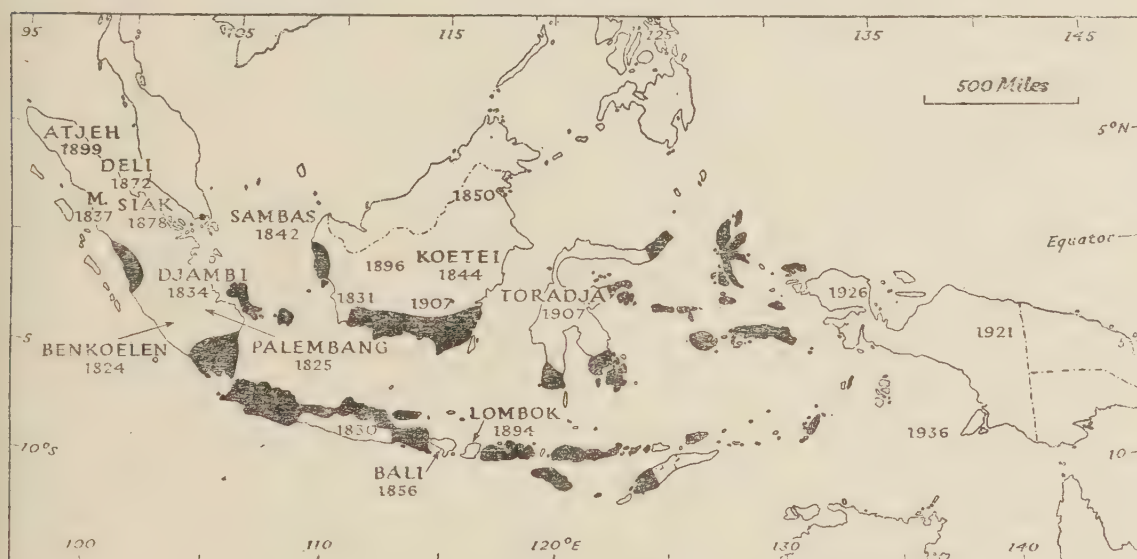 95
105
115
125
135
145
500 Miles
5°N
ATJEH
1899
DELI
1872
M.
1837
SIAK
1878
SAMBAS
1842
1850
KOETEI
1844
1896
Equator
DJAMBI
1834
1831
1907
TORADJA
1907
1926
1921
BENKOELEN
1824
PALEMBANG
1825
5
5
1830
LOMBOK
1894
1936
10°S
10
BALI
1856
100
110
120°E
130
140